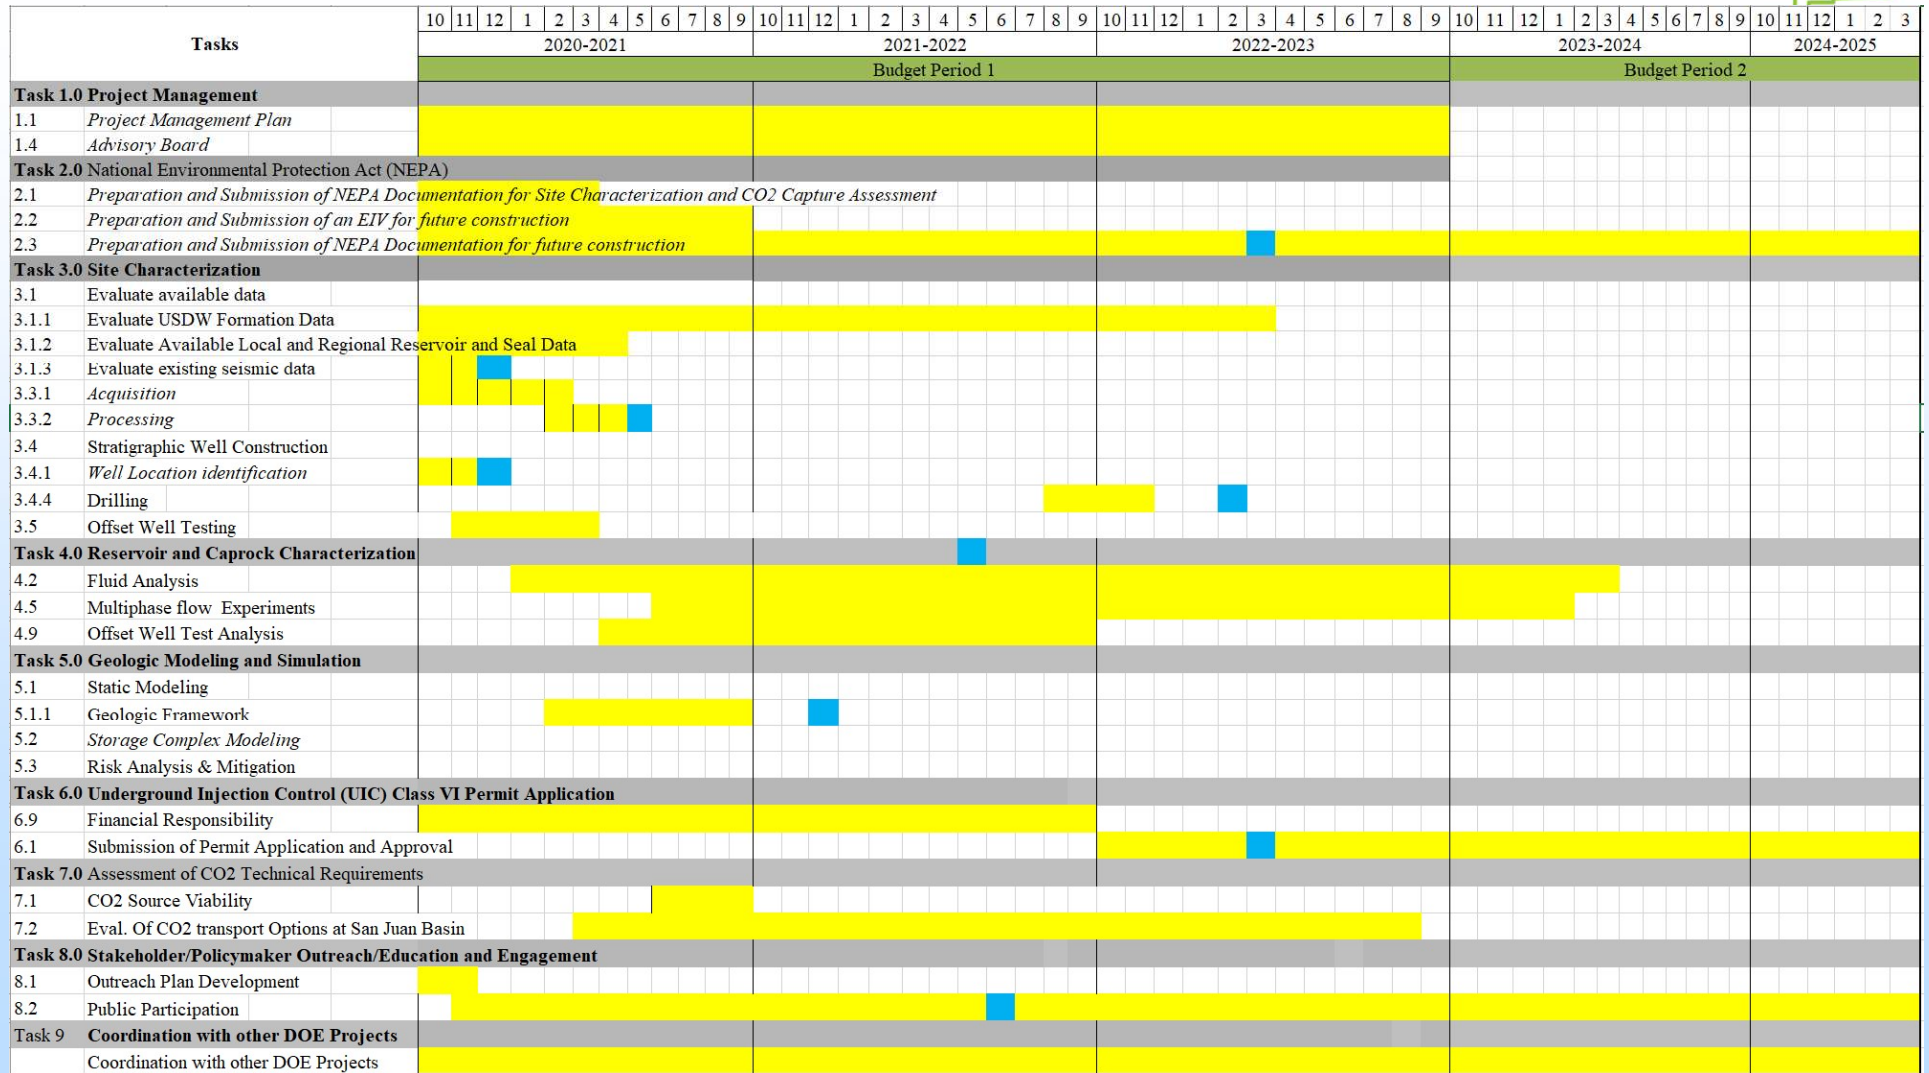 10 11 12 1 2 3 4 5 6 7 8 9 10 11 12 1 2 3 4 5 6 7 8 9 10 11 12 1 2 3 4 5 6 7 8 9 10 11 12 1 2 3 4 5 6 7 8 9 10 11 12 1 2 3
Tasks 2020-2021 2021-2022 2022-2023 2023-2024 2024-2025
Budget Period 1 Budget Period 2
Task 1.0 Project Management
1.1 Project Management Plan
1.4 Advisory Board
Task 2.0 National Environmental Protection Act (NEPA)
2.1 Preparation and Submission of NEPA Documentation for Site Characterization and CO2 Capture Assessment
2.2 Preparation and Submission of an EIV for future construction
2.3 Preparation and Submission of NEPA Documentation for future construction
Task 3.0 Site Characterization
3.1 Evaluate available data
3.1.1 Evaluate USDW Formation Data
3.1.2 Evaluate Available Local and Regional Reservoir and Seal Data
3.1.3 Evaluate existing seismic data
3.3.1 Acquisition
3.3.2 Processing
3.4 Stratigraphic Well Construction
3.4.1 Well Location identification
3.4.4 Drilling
3.5 Offset Well Testing
Task 4.0 Reservoir and Caprock Characterization
4.2 Fluid Analysis
4.5 Multiphase flow Experiments
4.9 Offset Well Test Analysis
Task 5.0 Geologic Modeling and Simulation
5.1 Static Modeling
5.1.1 Geologic Framework
5.2 Storage Complex Modeling
5.3 Risk Analysis & Mitigation
Task 6.0 Underground Injection Control (UIC) Class VI Permit Application
6.9 Financial Responsibility
6.1 Submission of Permit Application and Approval
Task 7.0 Assessment of CO2 Technical Requirements
7.1 CO2 Source Viability
7.2 Eval. Of CO2 transport Options at San Juan Basin
Task 8.0 Stakeholder/Policymaker Outreach/Education and Engagement
8.1 Outreach Plan Development
8.2 Public Participation
Task 9 Coordination with other DOE Projects
Coordination with other DOE Projects